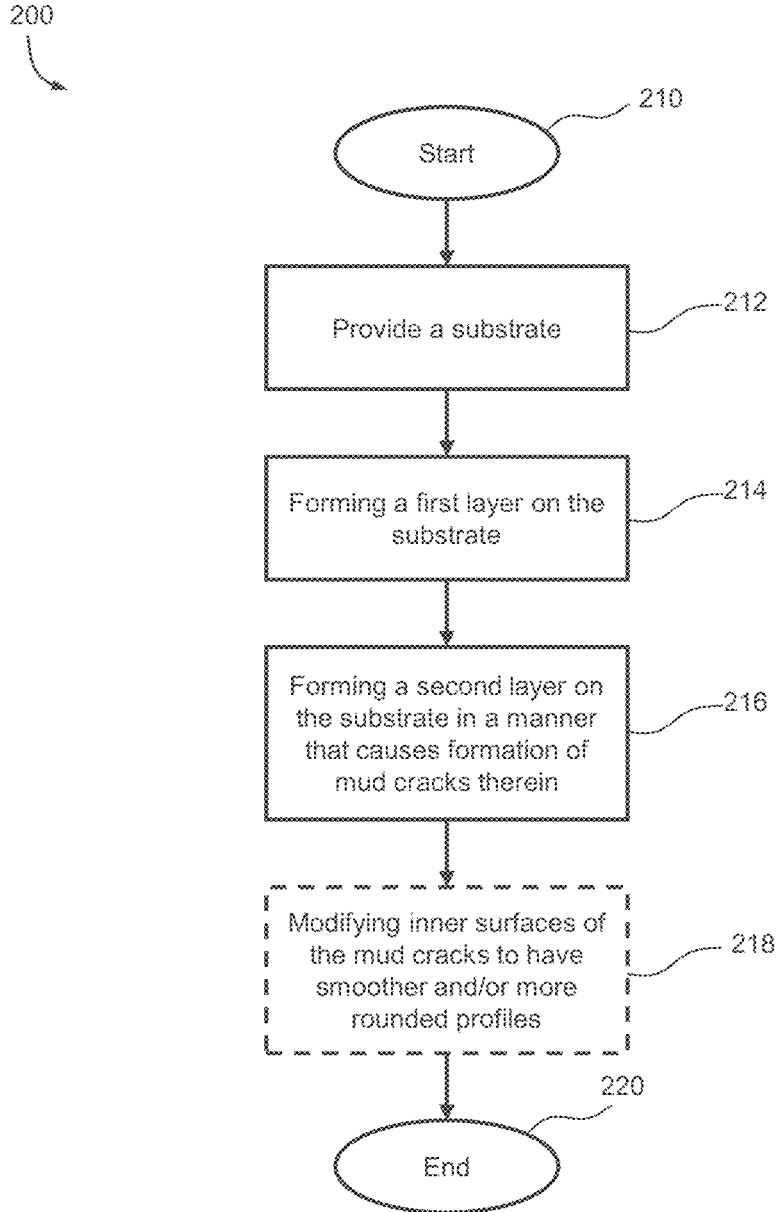 200
210
Start
212
Provide a substrate
214
Forming a first layer on the
substrate
216
Forming a second layer on
the substrate in a manner
that causes formation of
mud cracks therein
218
Modifying inner surfaces of
the mud cracks to have
smoother and/or more
rounded profiles
220
End